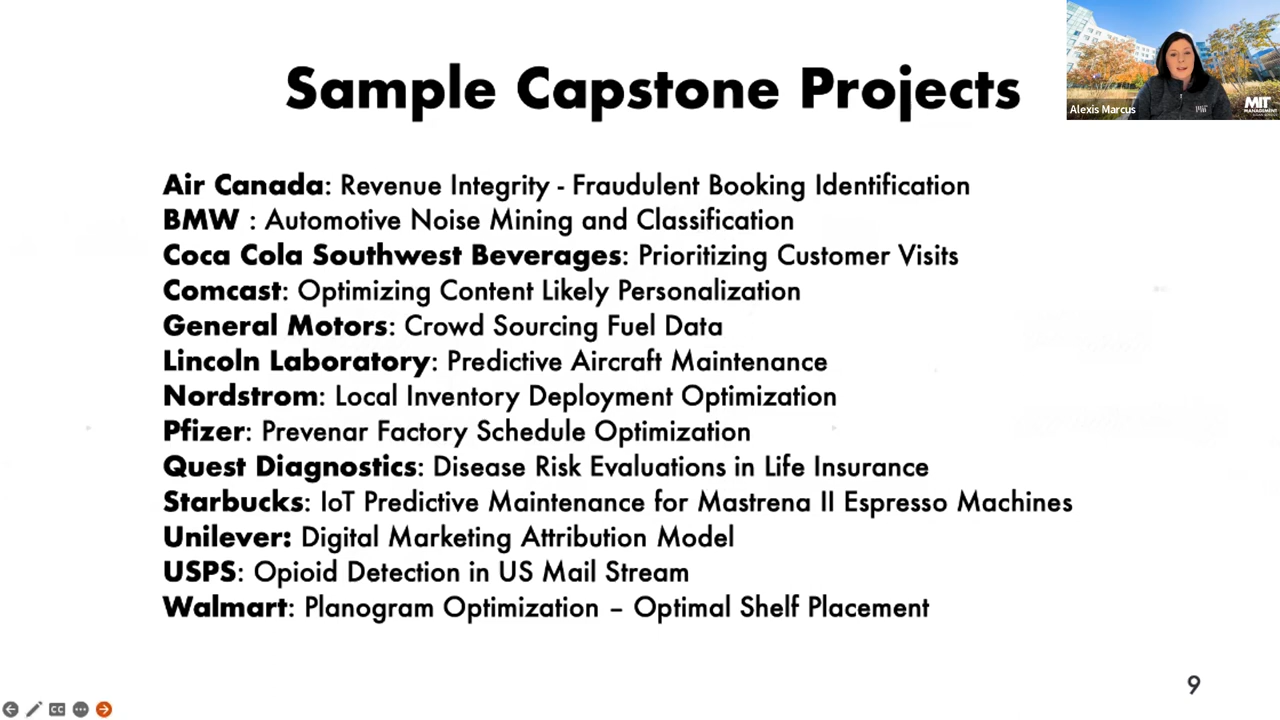 Sample Capstone Projects
Alexis Marcus
MIT
MANAGEMENT
Air Canada: Revenue Integrity - Fraudulent Booking Identification
BMW : Automotive Noise Mining and Classification
Coca Cola Southwest Beverages: Prioritizing Customer Visits
Comcast: Optimizing Content Likely Personalization
General Motors: Crowd Sourcing Fuel Data
Lincoln Laboratory: Predictive Aircraft Maintenance
Nordstrom: Local Inventory Deployment Optimization
Pfizer: Prevenar Factory Schedule Optimization
Quest Diagnostics: Disease Risk Evaluations in Life Insurance
Starbucks: IoT Predictive Maintenance for Mastrena II Espresso Machines
Unilever: Digital Marketing Attribution Model
USPS: Opioid Detection in US Mail Stream
Walmart: Planogram Optimization – Optimal Shelf Placement
9
CC